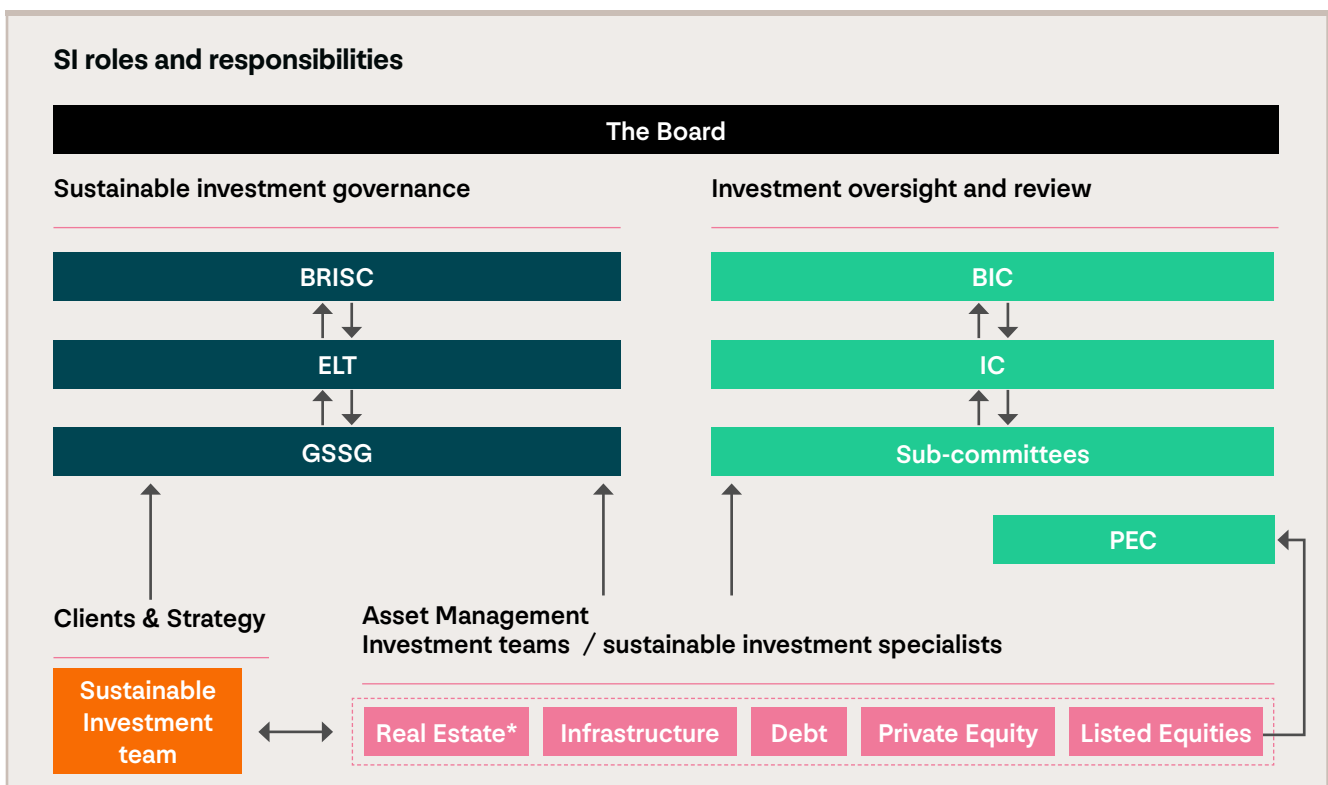 SI roles and responsibilities
The Board
Sustainable investment governance
Investment oversight and review
BRISC
BIC
ELT
IC
GSSG
Sub-committees
PEC
Clients & Strategy
Asset Management
Investment teams / sustainable investment specialists
Sustainable
Investment
team
Real Estate*
Infrastructure
Debt
Private Equity
Listed Equities